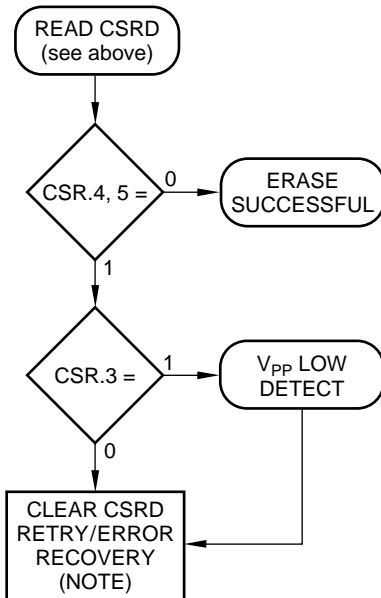 READ CSRD
(see above)
CSR.4, 5 =
0
ERASE
SUCCESSFUL
1
CSR.3 =
1
VPP LOW
DETECT
0
CLEAR CSRD
RETRY/ERROR
RECOVERY
(NOTE)